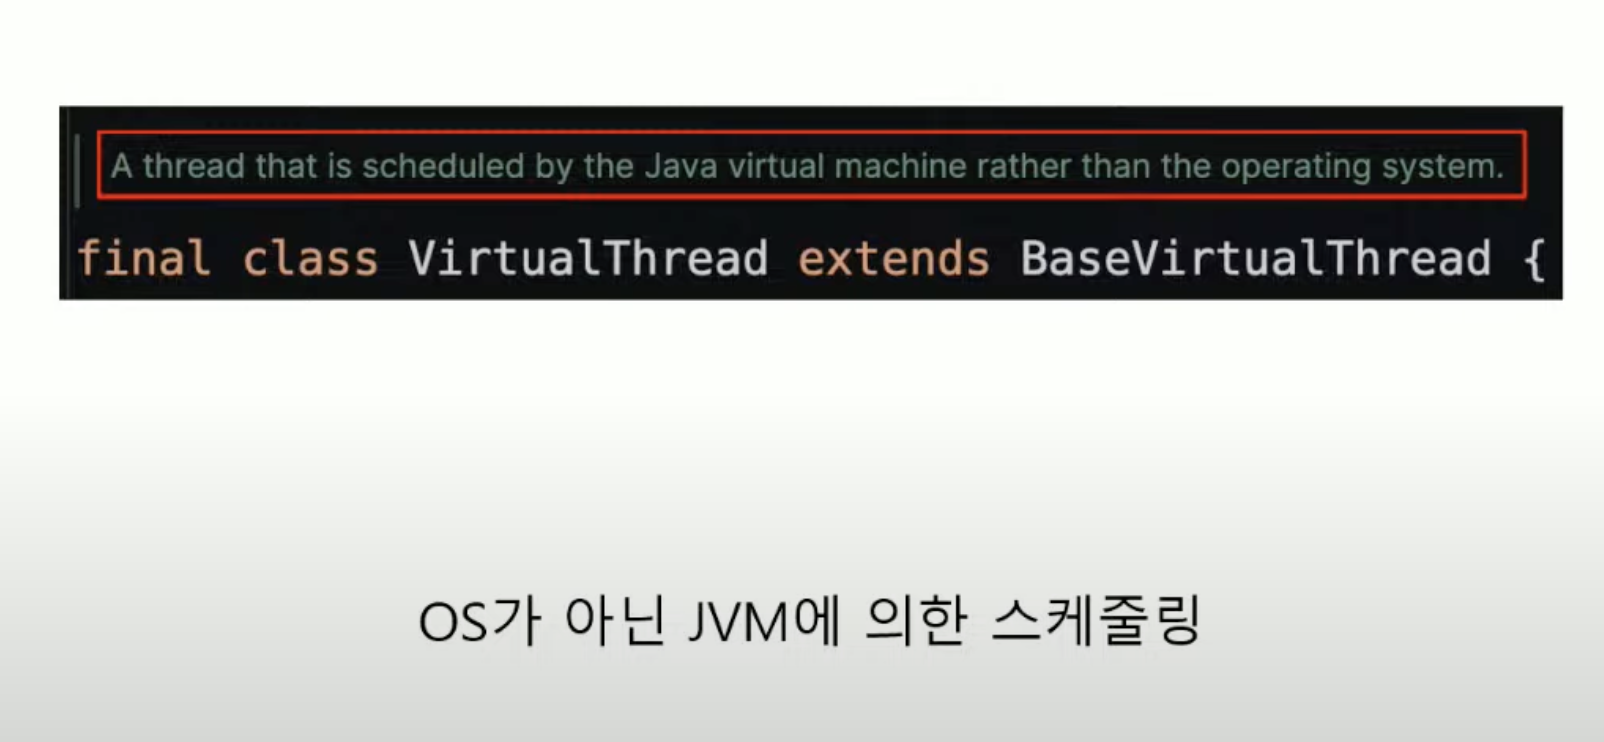 A thread that is scheduled by the Java virtual machine rather than the operating system.
final class VirtualThread extends BaseVirtualThread {
OS가 아닌 JVM에 의한 스케줄링